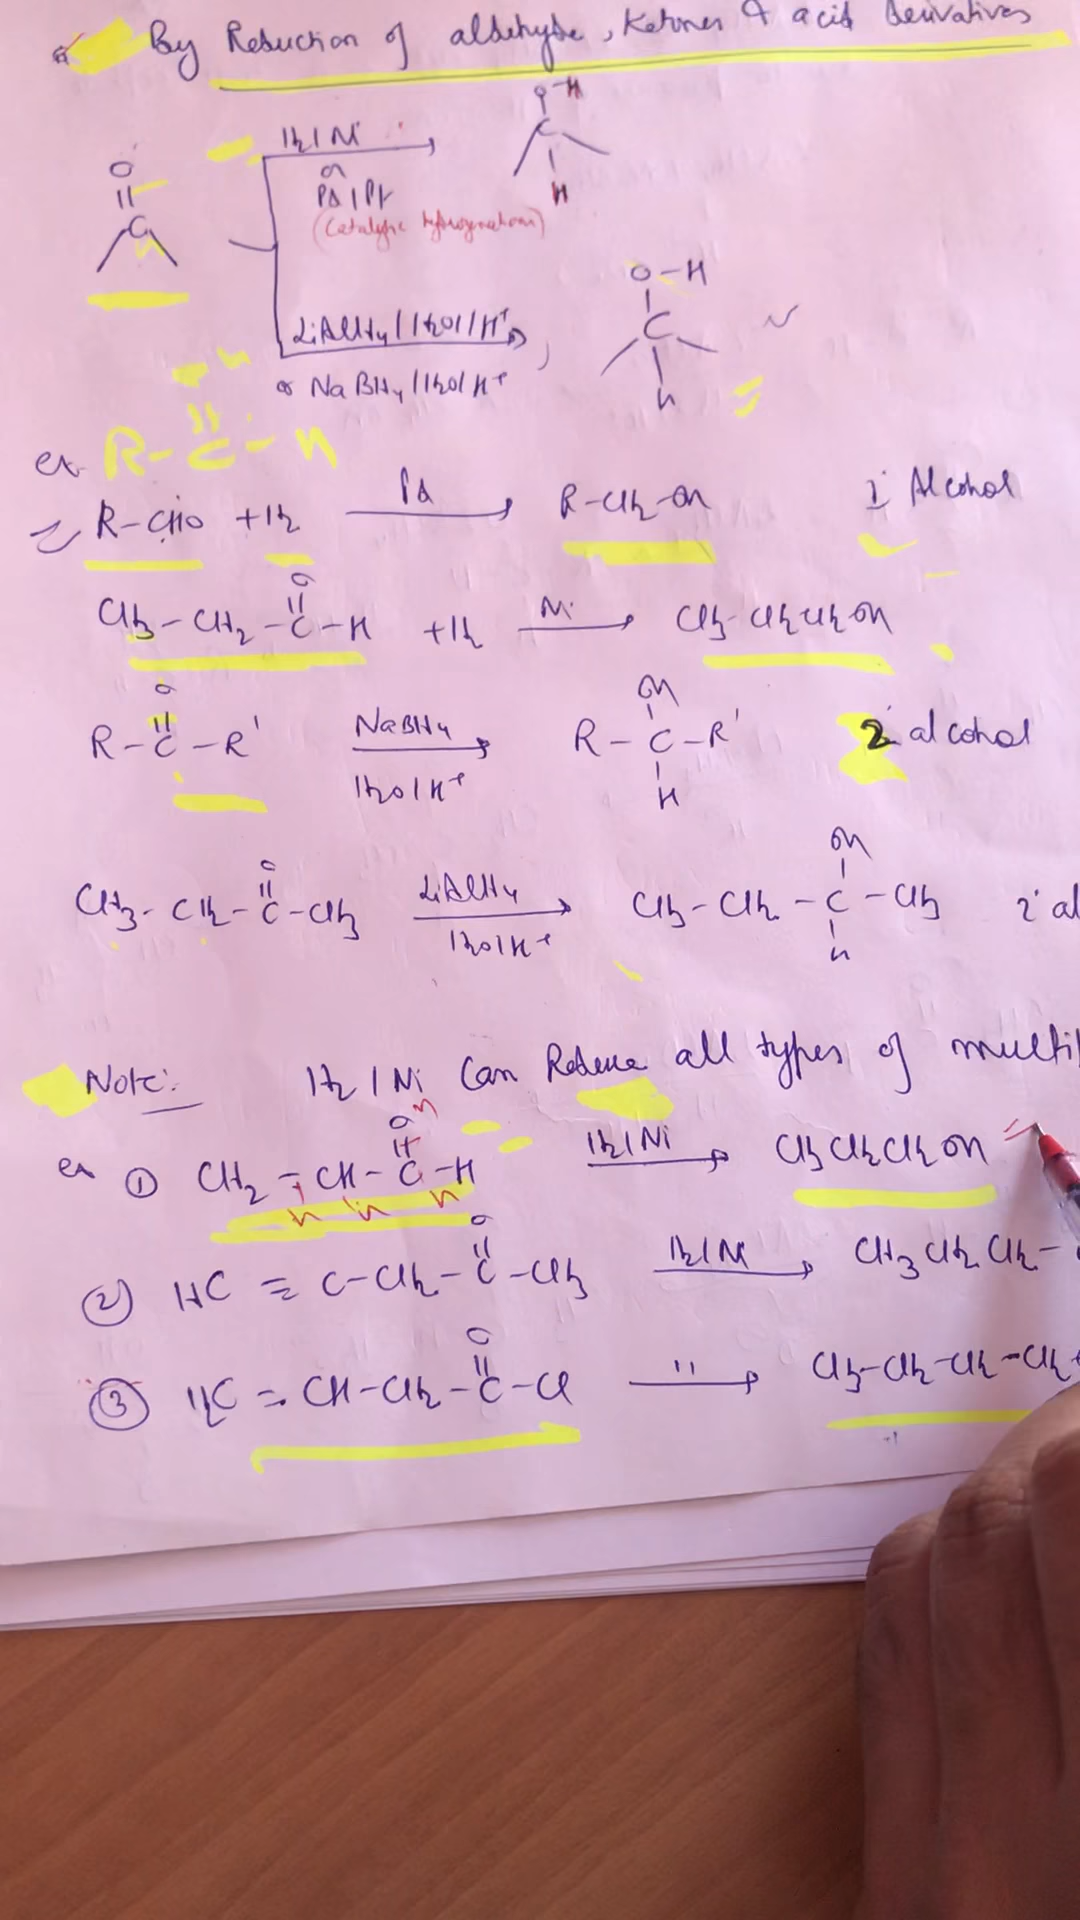 By Reduction of aldehyde, Ketones & acid Derivatives
O
||
C
H2 / Ni
or
Pd / Pt
(Catalytic hydrogenation)
O-H
C
H
LiAlH4 / H2O / H+
or NaBH4 / H2O / H+
O-H
C
H
ex R-C-H
R-CHO + H2 Pd → R-CH2-OH 1° Alcohol
O
||
CH3-CH2-C-H + H2 Ni → CH3-CH2CH2OH
O OH
|| |
R-C-R' NaBH4 → R-C-R' 2° alcohol
H2O / H+ |
H
O OH
|| |
CH3-CH2-C-CH3 LiAlH4 → CH3-CH2-C-CH3 2° al
H2O / H+ |
H
Note: H2 / Ni Can Reduce all types of multi
O
ex ① CH2=CH-C-H H2/Ni → CH3CH2CH2OH
H H H H
O
||
② HC≡C-CH2-C-CH3 H2/Ni → CH3CH2CH2-
O
||
③ H2C=CH-CH2-C-Cl " → CH3-CH2-CH2-CH2